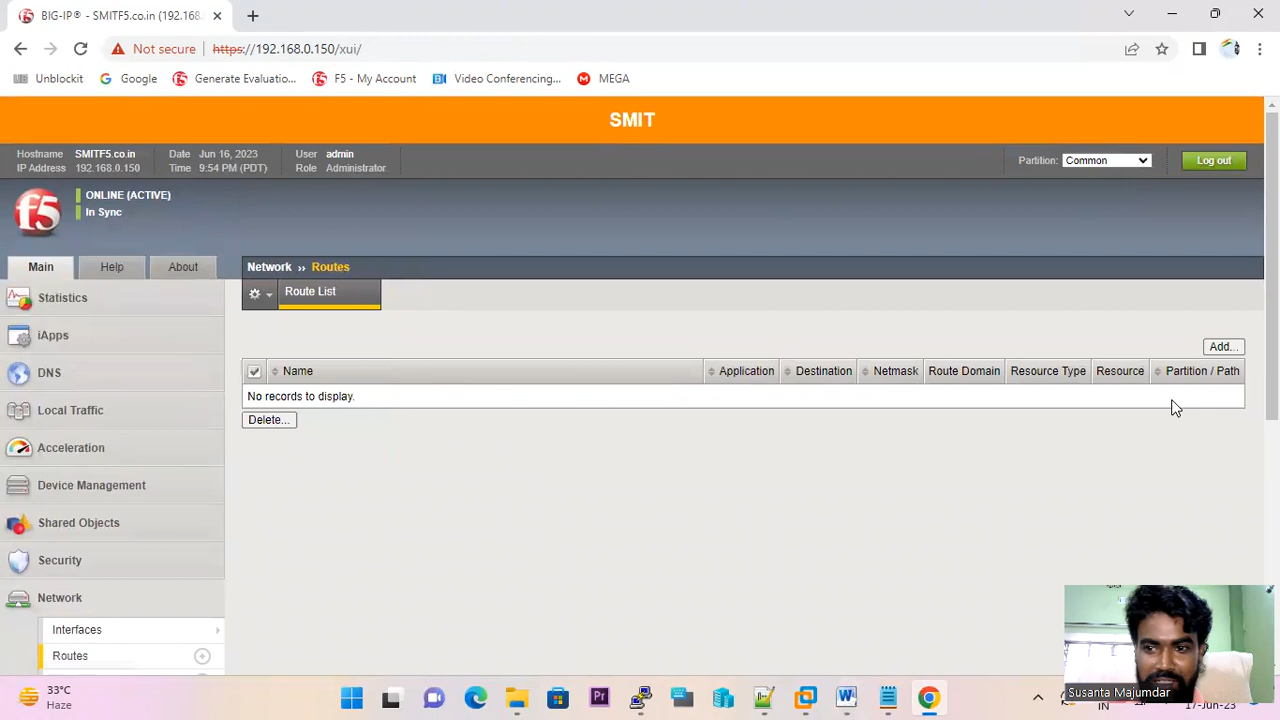 BIG-IP® - SMITF5.co.in (192.168.
Not secure
https://192.168.0.150/xui/
Unblockit
Google
Generate Evaluatio...
F5 - My Account
Video Conferencing...
MEGA
SMIT
Hostname SMITF5.co.in
Date Jun 16, 2023
User admin
IP Address 192.168.0.150
Time 9:54 PM (PDT)
Role Administrator
Partition: Common
Log out
f5
ONLINE (ACTIVE)
In Sync
Main
Help
About
Network ›› Routes
Route List
Statistics
iApps
DNS
Local Traffic
Acceleration
Device Management
Shared Objects
Security
Network
Interfaces
Routes
Add...
Name
Application
Destination
Netmask
Route Domain
Resource Type
Resource
Partition / Path
No records to display.
Delete...
Susanta Majumdar
33°C
Haze
Pr
IN
17-Jun-23